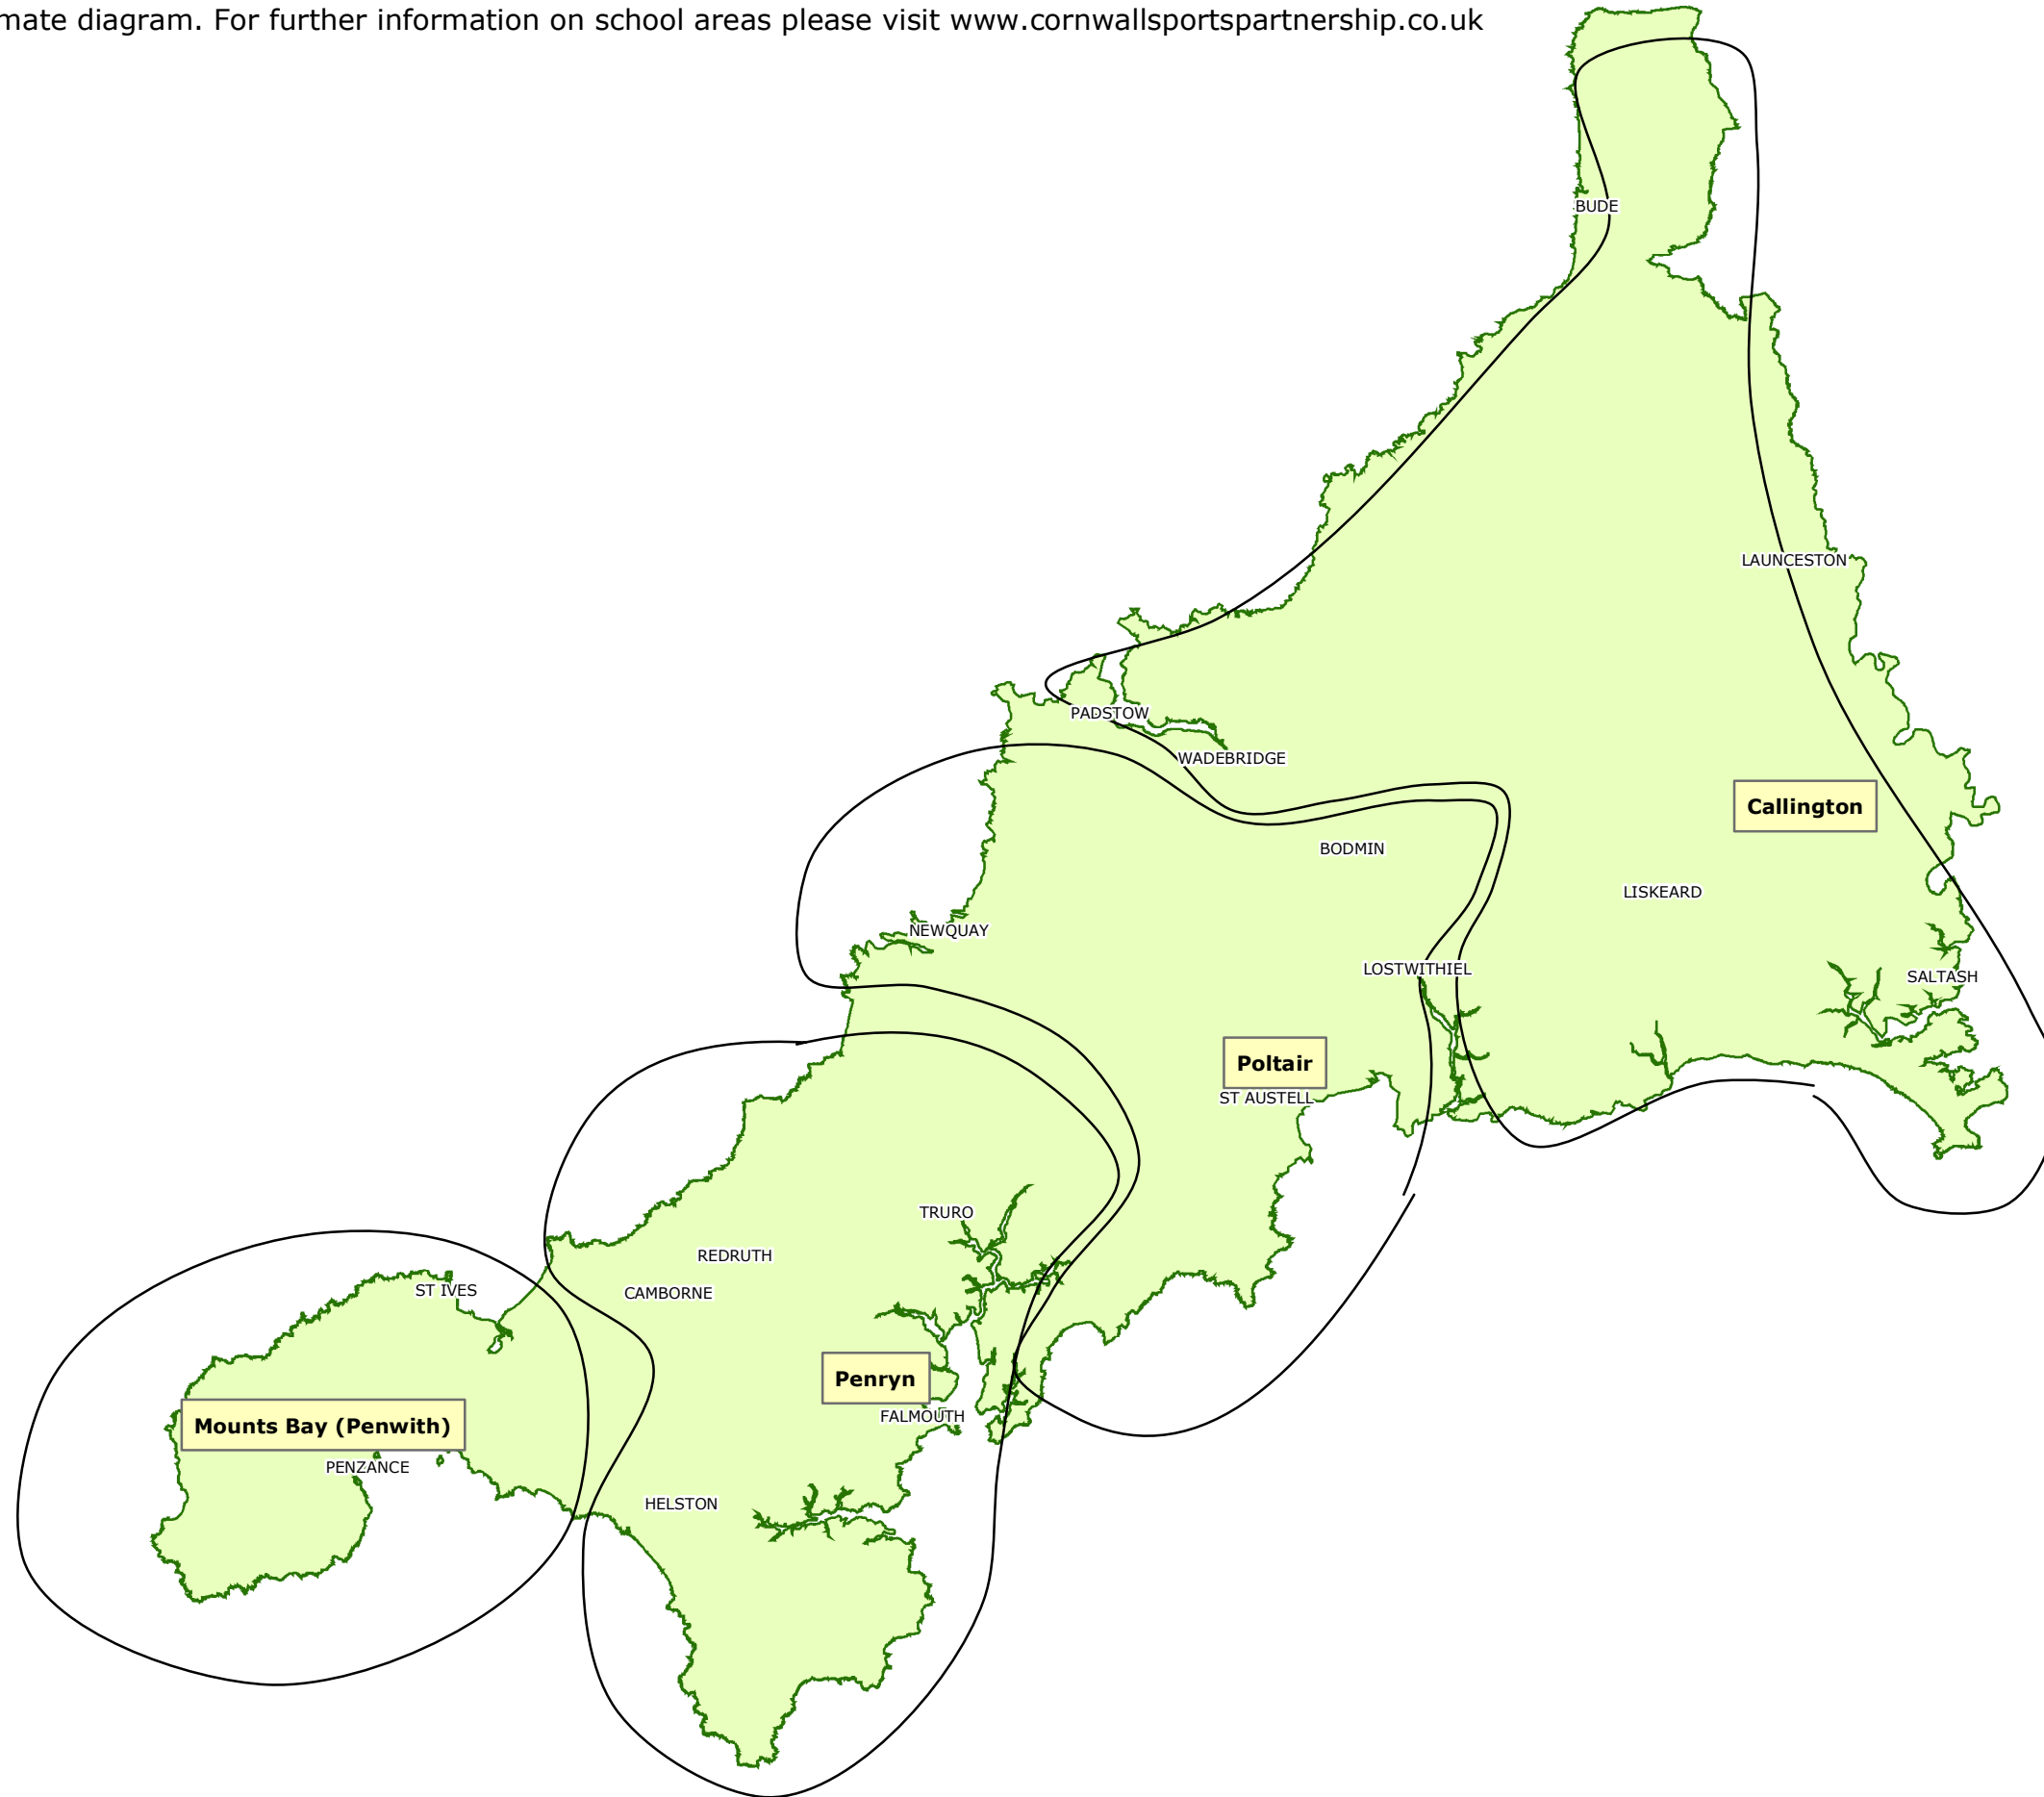 mate diagram. For further information on school areas please visit www.cornwallsportspartnership.co.uk
BUDE
LAUNCESTON
PADSTOW
WADEBRIDGE
Callington
BODMIN
LISKEARD
NEWQUAY
LOSTWITHIEL
SALTASH
Poltair
ST AUSTELL
TRURO
REDRUTH
ST IVES
CAMBORNE
Penryn
FALMOUTH
Mounts Bay (Penwith)
PENZANCE
HELSTON